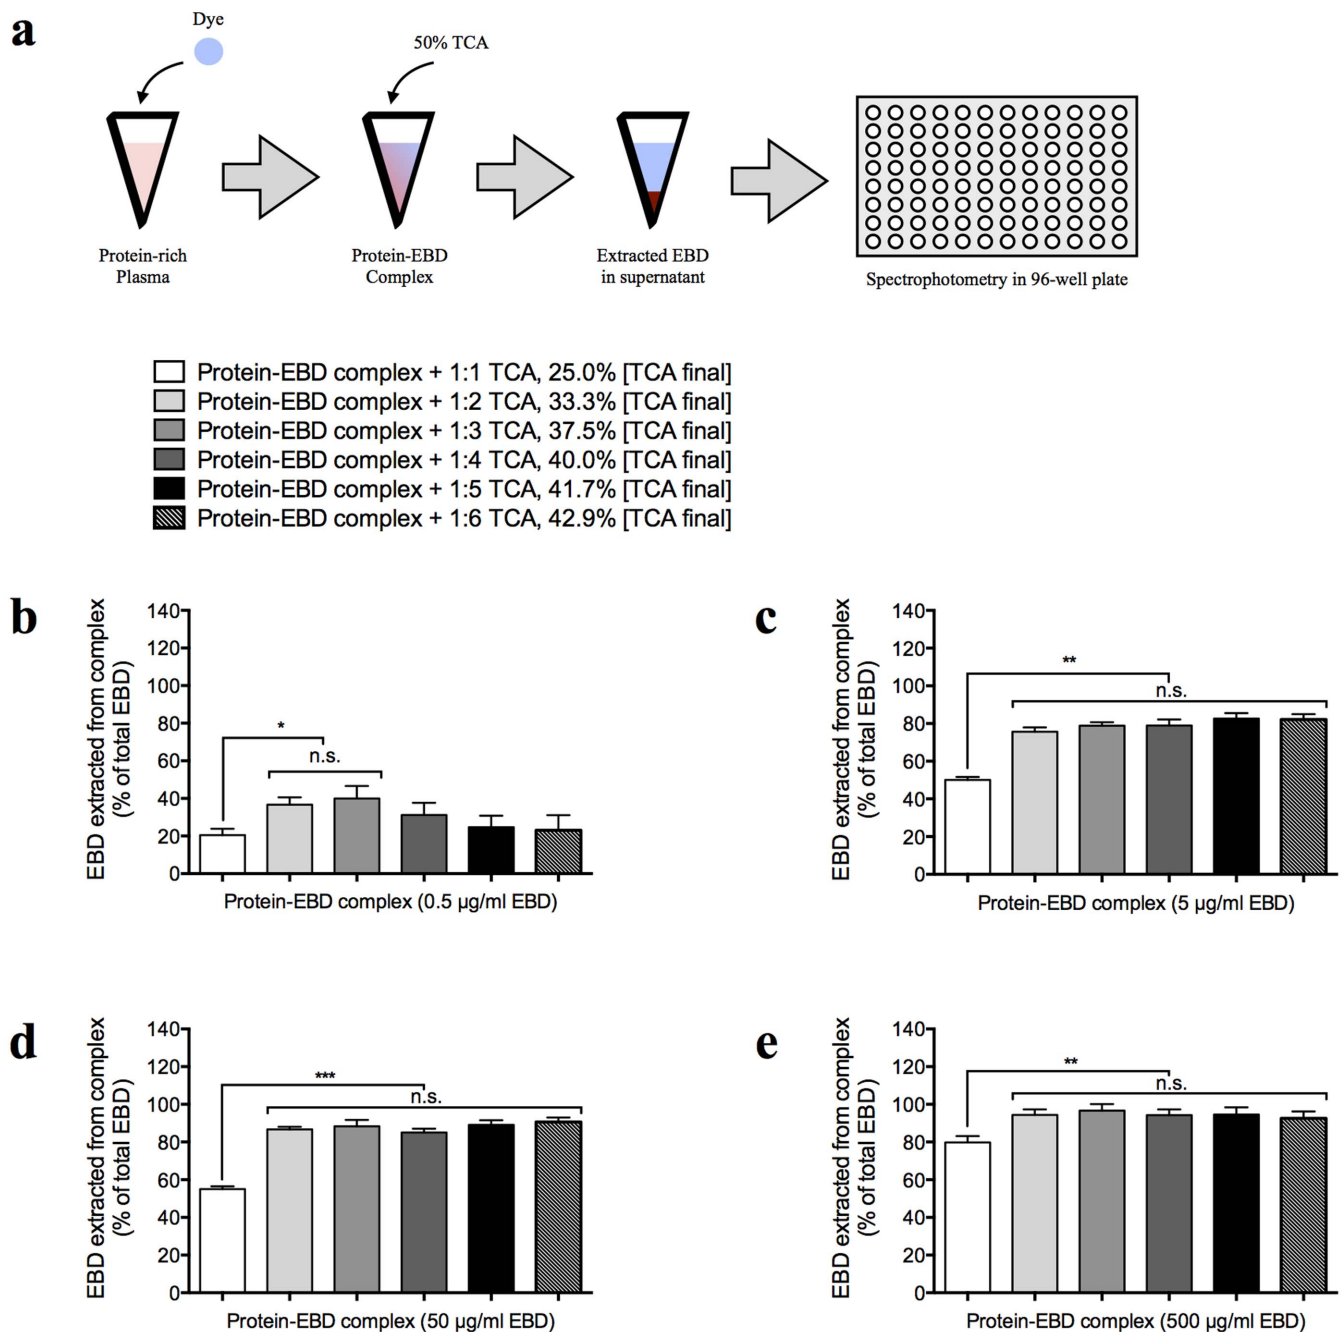 a
Dye
50% TCA
Protein-rich
Plasma
Protein-EBD
Complex
Extracted EBD
in supernatant
Spectrophotometry in 96-well plate
Protein-EBD complex + 1:1 TCA, 25.0% [TCA final]
Protein-EBD complex + 1:2 TCA, 33.3% [TCA final]
Protein-EBD complex + 1:3 TCA, 37.5% [TCA final]
Protein-EBD complex + 1:4 TCA, 40.0% [TCA final]
Protein-EBD complex + 1:5 TCA, 41.7% [TCA final]
Protein-EBD complex + 1:6 TCA, 42.9% [TCA final]
b
EBD extracted from complex
(% of total EBD)
140
120
100
80
60
40
20
0
*
n.s.
Protein-EBD complex (0.5 µg/ml EBD)
c
EBD extracted from complex
(% of total EBD)
140
120
100
80
60
40
20
0
**
n.s.
Protein-EBD complex (5 µg/ml EBD)
d
EBD extracted from complex
(% of total EBD)
140
120
100
80
60
40
20
0
***
n.s.
Protein-EBD complex (50 µg/ml EBD)
e
EBD extracted from complex
(% of total EBD)
140
120
100
80
60
40
20
0
**
n.s.
Protein-EBD complex (500 µg/ml EBD)